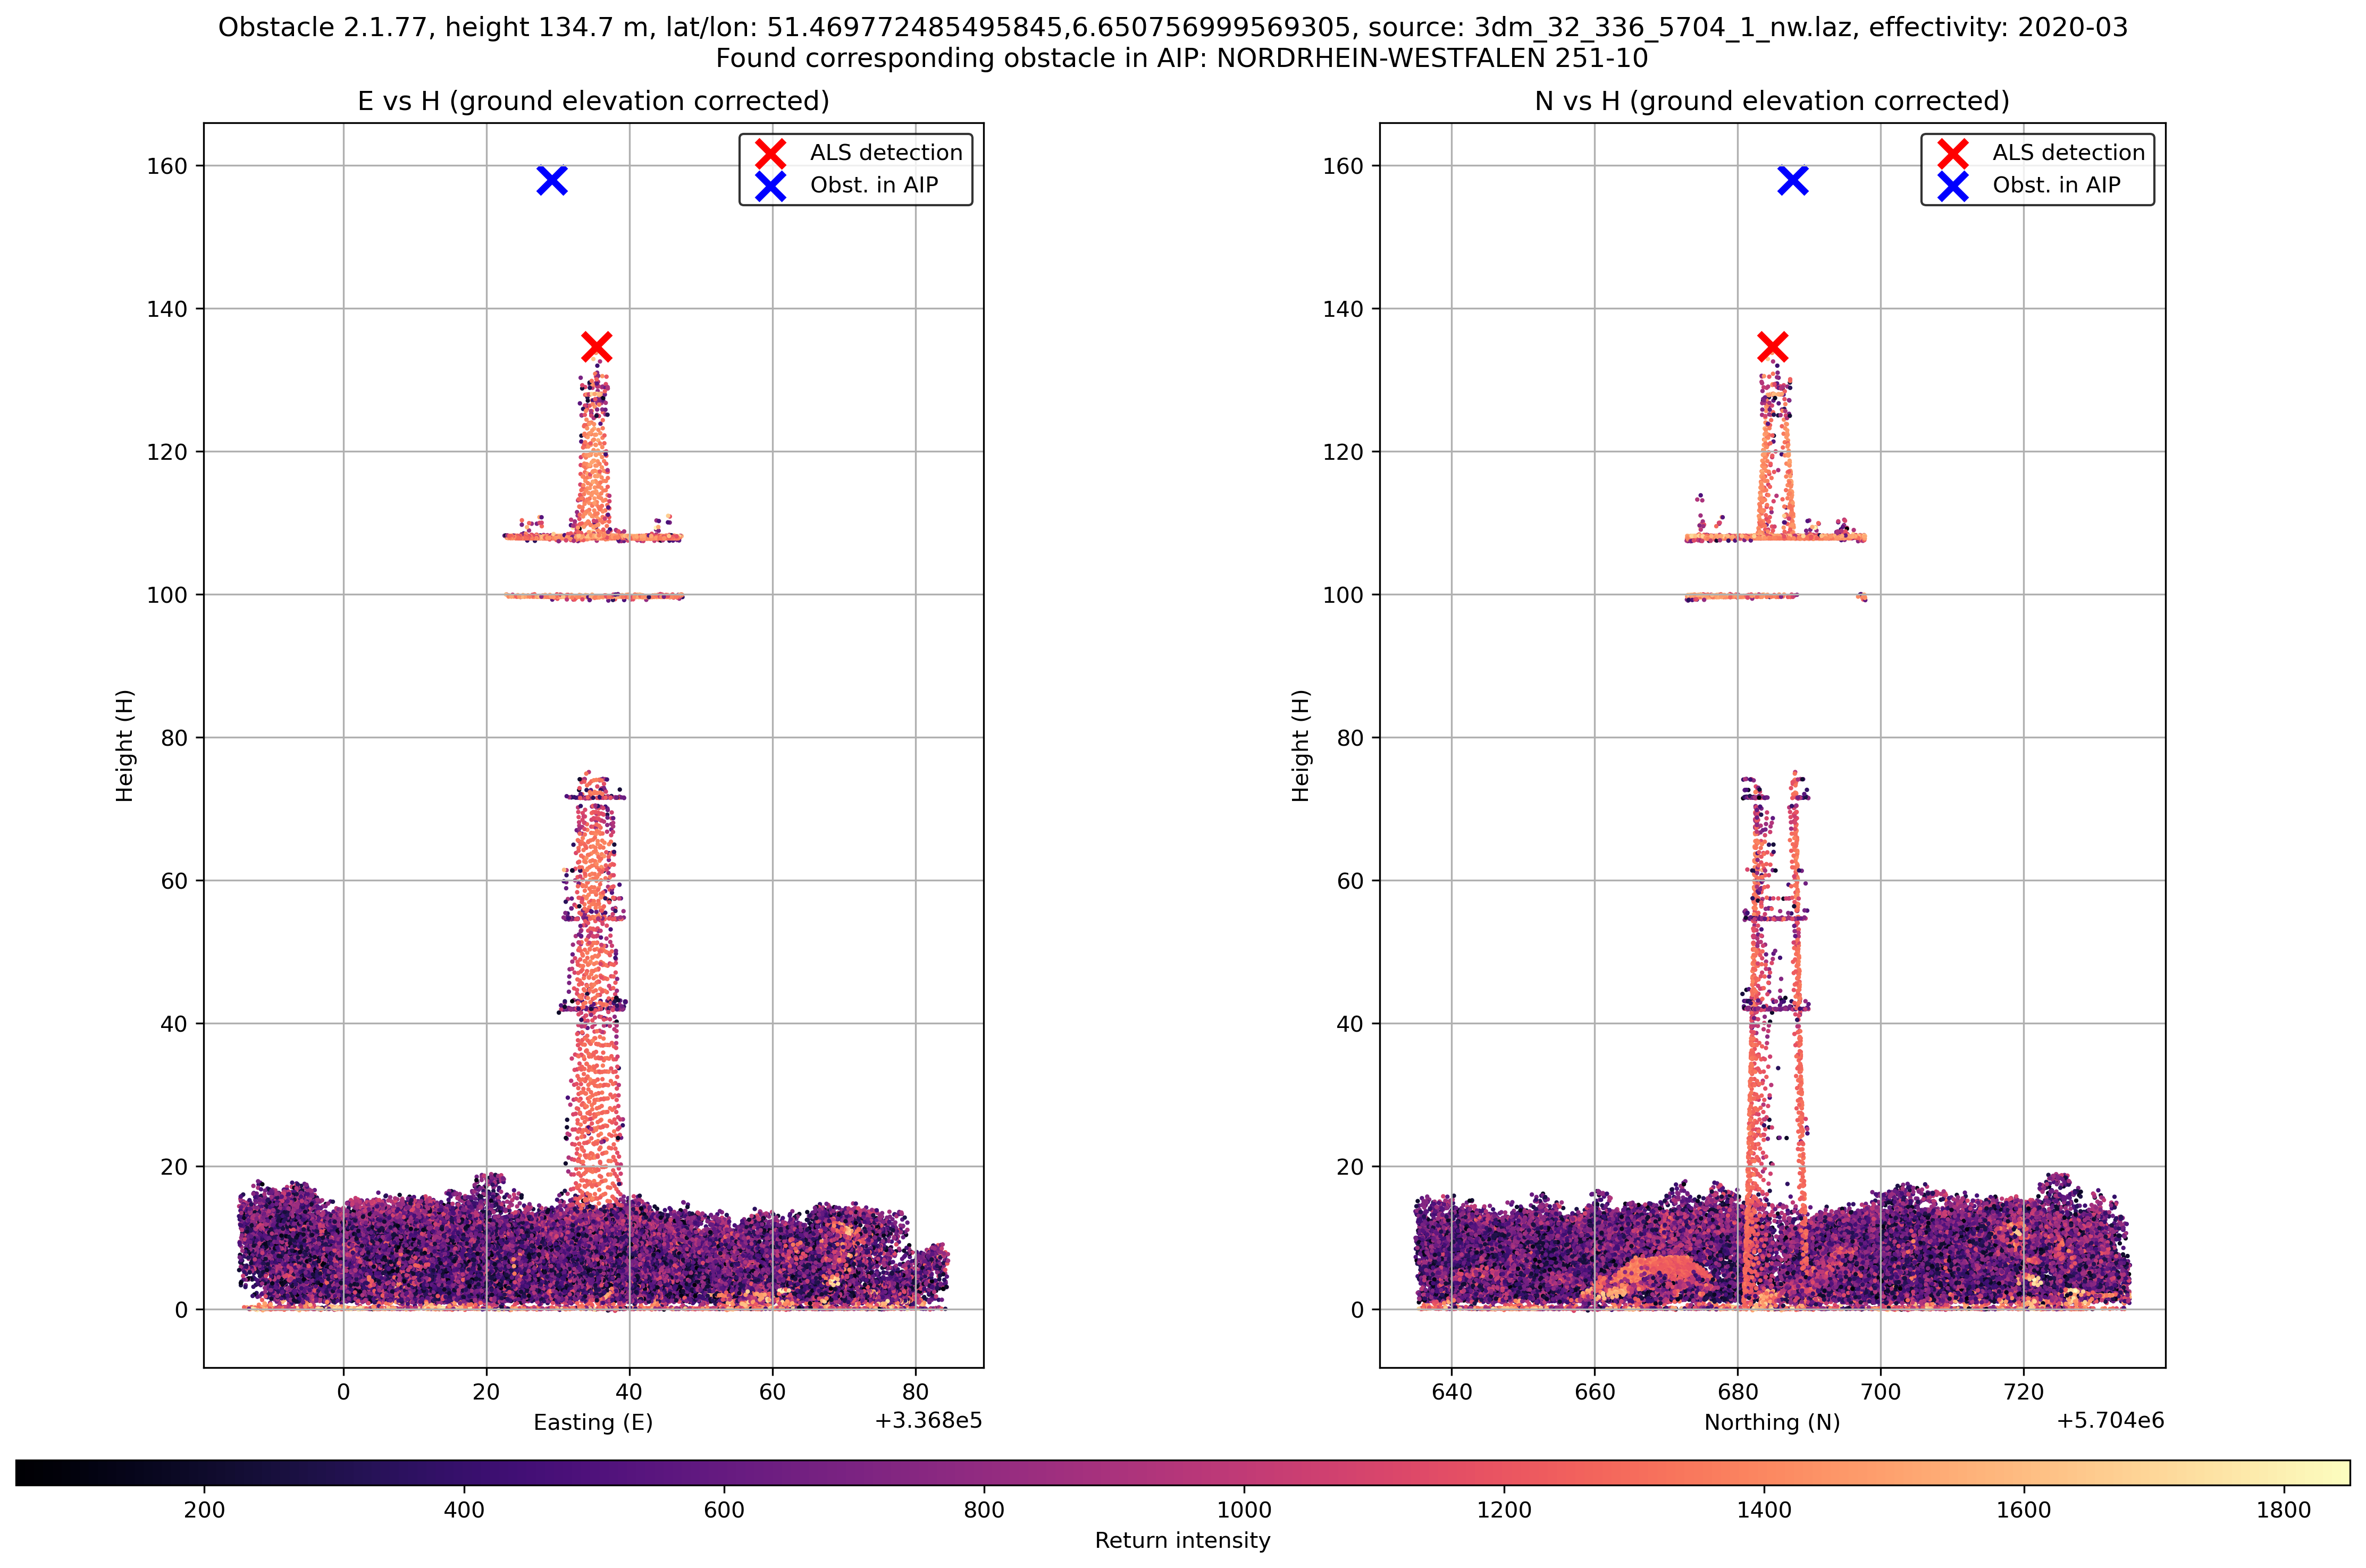 Obstacle 2.1.77, height 134.7 m, lat/lon: 51.469772485495845,6.650756999569305, source: 3dm_32_336_5704_1_nw.laz, effectivity: 2020-03
Found corresponding obstacle in AIP: NORDRHEIN-WESTFALEN 251-10
E vs H (ground elevation corrected)
ALS detection
Obst. in AIP
160
140
120
100
80
60
40
20
0
Height (H)
0 20 40 60 80
Easting (E)
+3.368e5
N vs H (ground elevation corrected)
ALS detection
Obst. in AIP
160
140
120
100
80
60
40
20
0
Height (H)
640 660 680 700 720
Northing (N)
+5.704e6
200 400 600 800 1000 1200 1400 1600 1800
Return intensity